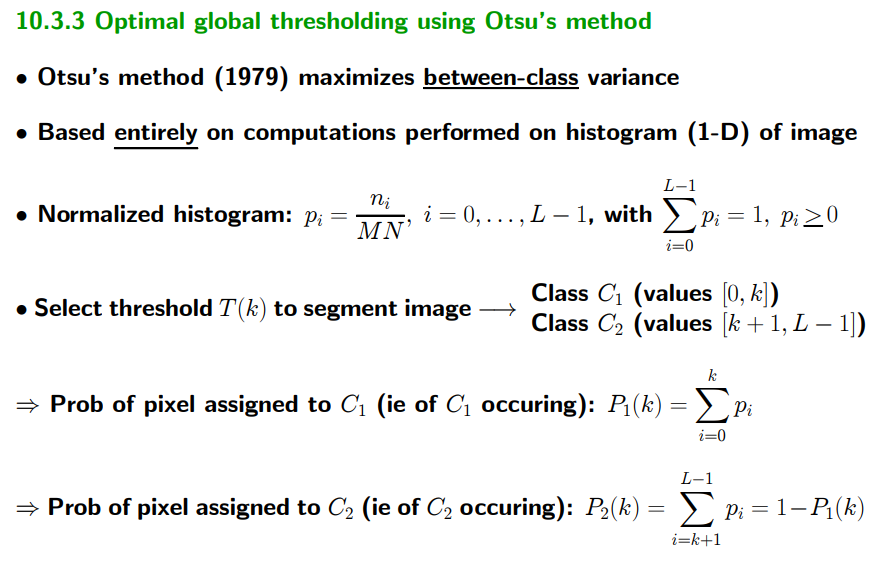 10.3.3 Optimal global thresholding using Otsu's method
• Otsu's method (1979) maximizes between-class variance
• Based entirely on computations performed on histogram (1-D) of image
• Normalized histogram: $p_i = \frac{n_i}{MN}$, $i = 0, \ldots, L-1$, with $\sum_{i=0}^{L-1} p_i = 1,\ p_i \geq 0$
• Select threshold $T(k)$ to segment image ⟶ Class $C_1$ (values $[0, k]$)
Class $C_2$ (values $[k+1, L-1]$)
⇒ Prob of pixel assigned to $C_1$ (ie of $C_1$ occuring): $P_1(k) = \sum_{i=0}^{k} p_i$
⇒ Prob of pixel assigned to $C_2$ (ie of $C_2$ occuring): $P_2(k) = \sum_{i=k+1}^{L-1} p_i = 1 - P_1(k)$